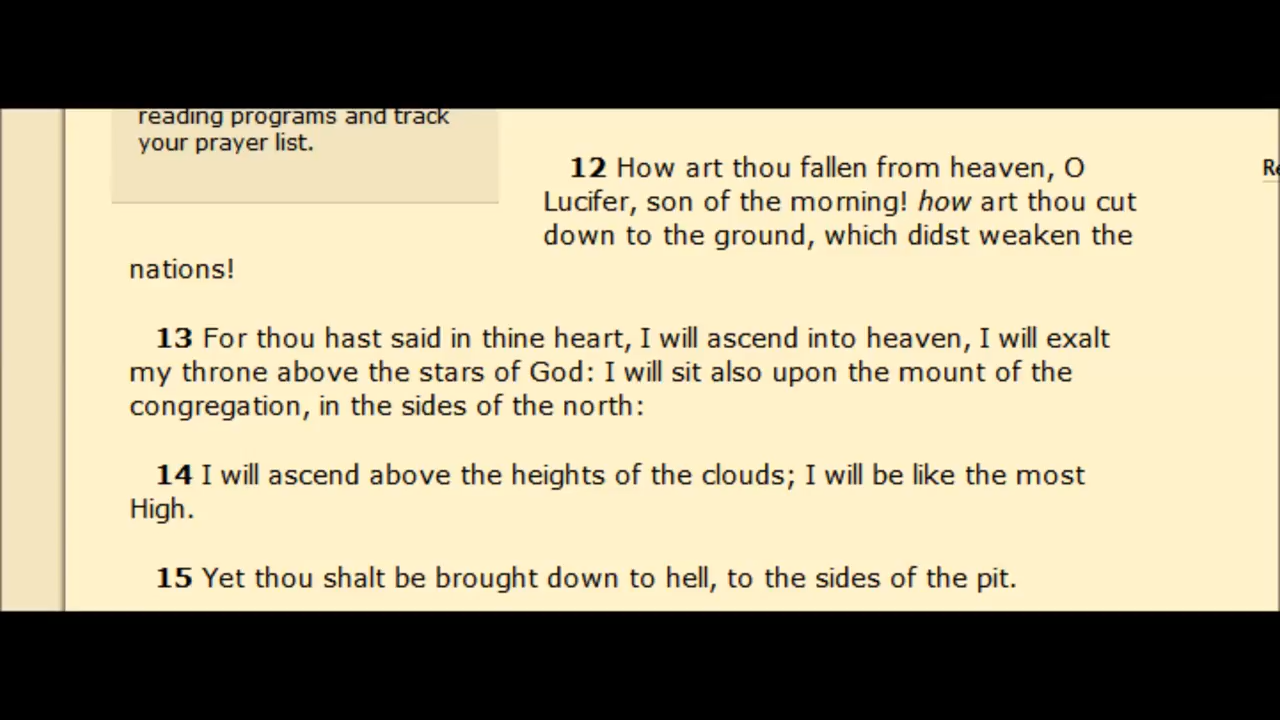 reading programs and track
your prayer list.
12 How art thou fallen from heaven, O
Lucifer, son of the morning! how art thou cut
down to the ground, which didst weaken the
nations!
13 For thou hast said in thine heart, I will ascend into heaven, I will exalt
my throne above the stars of God: I will sit also upon the mount of the
congregation, in the sides of the north:
14 I will ascend above the heights of the clouds; I will be like the most
High.
15 Yet thou shalt be brought down to hell, to the sides of the pit.